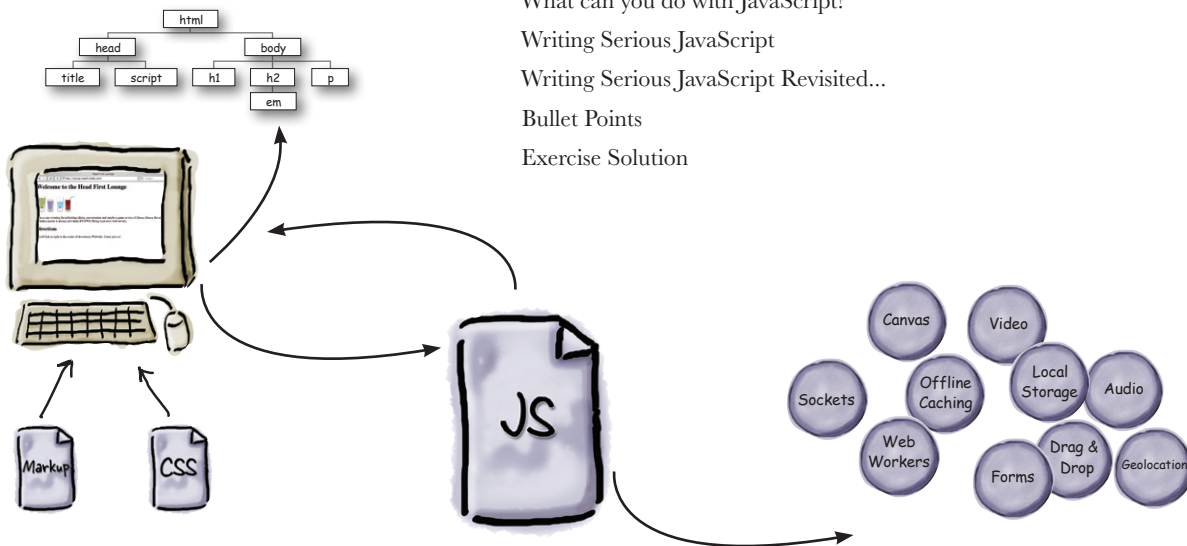 html
head
body
title
script
h1
h2
p
em
What can you do with JavaScript?
Writing Serious JavaScript
Writing Serious JavaScript Revisited...
Bullet Points
Exercise Solution
Welcome to the Head First Lounge
Markup
CSS
JS
Canvas
Video
Sockets
Offline
Caching
Local
Storage
Audio
Web
Workers
Forms
Drag &
Drop
Geolocation